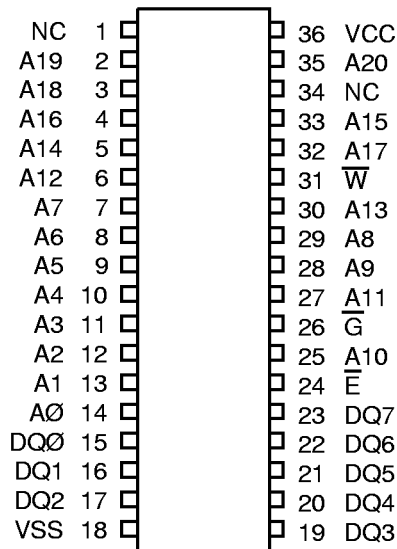 NC 1 36 VCC
A19 2 35 A20
A18 3 34 NC
A16 4 33 A15
A14 5 32 A17
A12 6 31 W̅
A7 7 30 A13
A6 8 29 A8
A5 9 28 A9
A4 10 27 A11
A3 11 26 G̅
A2 12 25 A10
A1 13 24 E̅
AØ 14 23 DQ7
DQØ 15 22 DQ6
DQ1 16 21 DQ5
DQ2 17 20 DQ4
VSS 18 19 DQ3